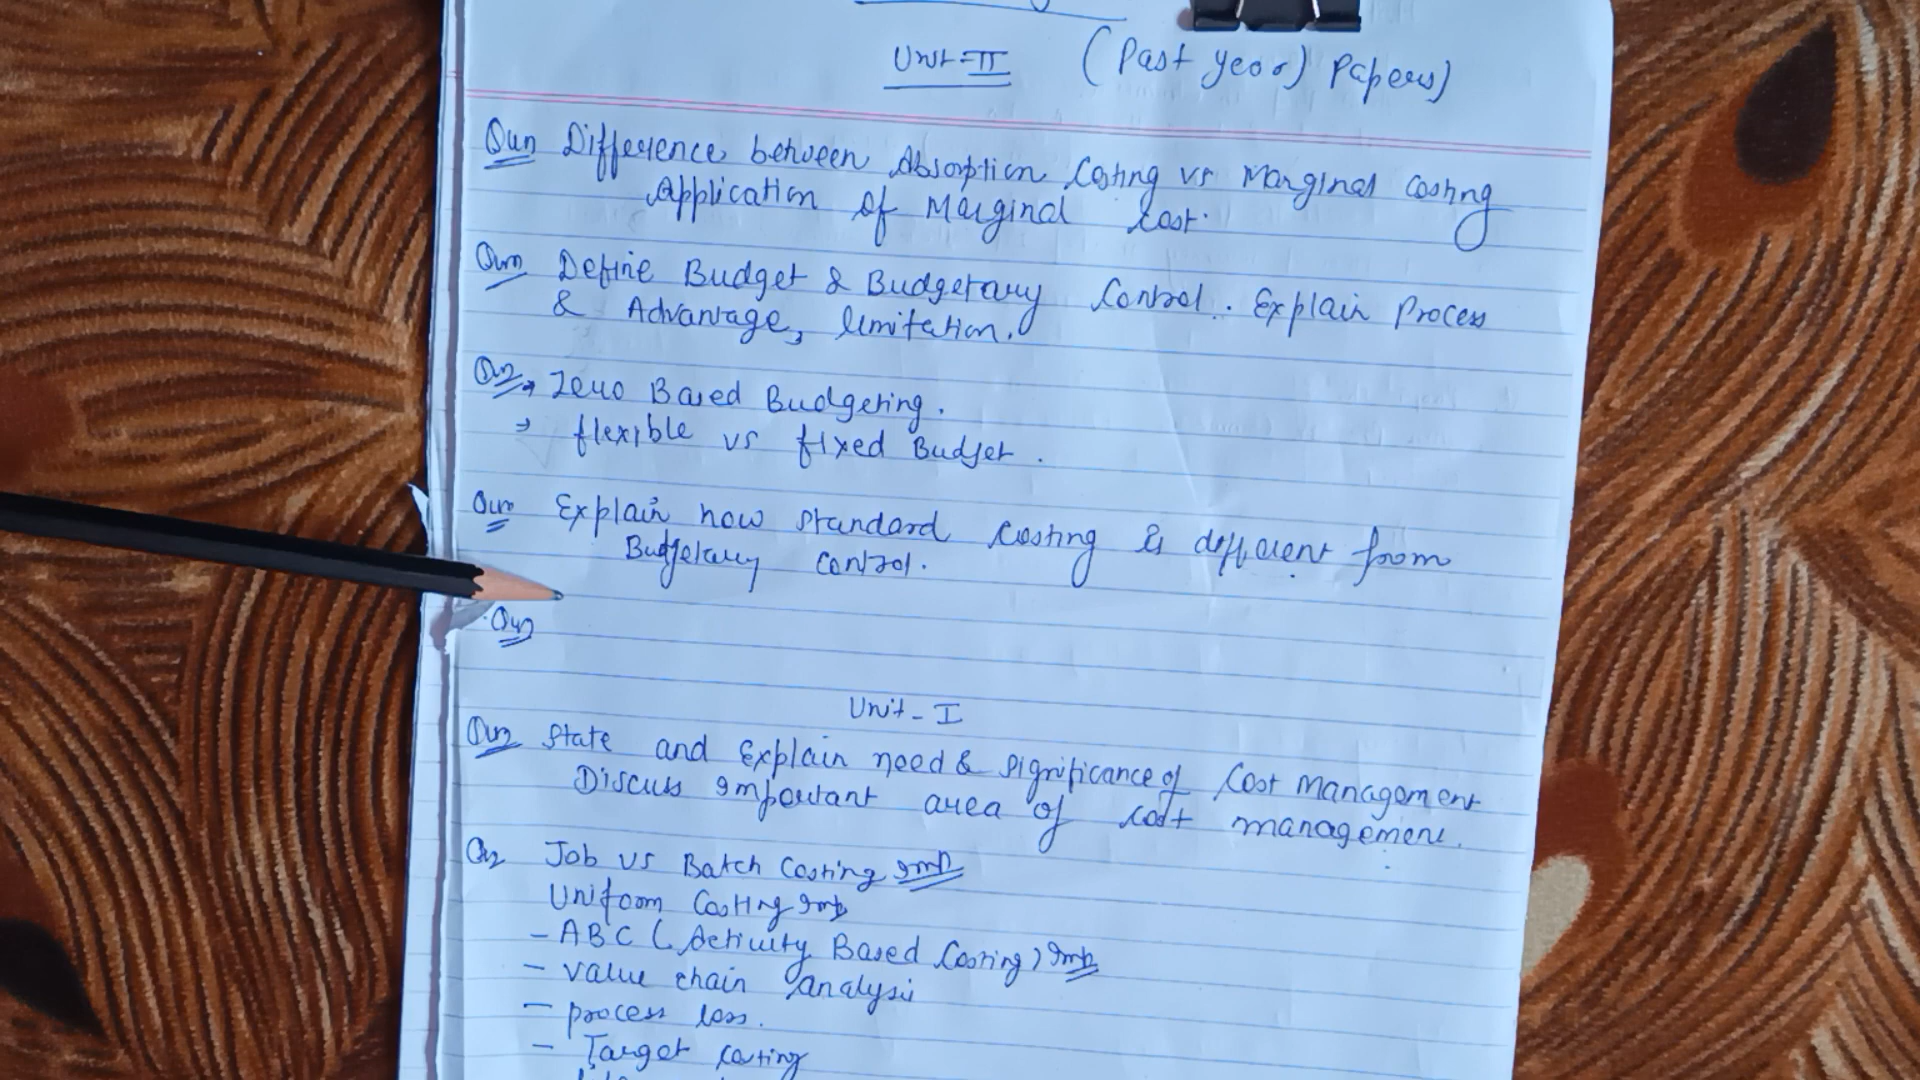 Unit-II (Past year) Papers)
Qun Difference between Absorption Costing vs Marginal Costing
Application of Marginal Cost.
Qun Define Budget & Budgetary Control. Explain Process
& Advantage, limitation.
Qun → Zero Based Budgeting.
→ flexible vs fixed Budget.
Qun Explain how standard costing is different from
Budgetary control.
Qun
Unit-I
Qun State and Explain need & significance of Cost Management
Discuss important area of cost management.
Qun Job vs Batch Costing imp
Uniform Costing imp
- ABC (Activity Based Costing) imp
- value chain analysis
- process loss.
- Target costing